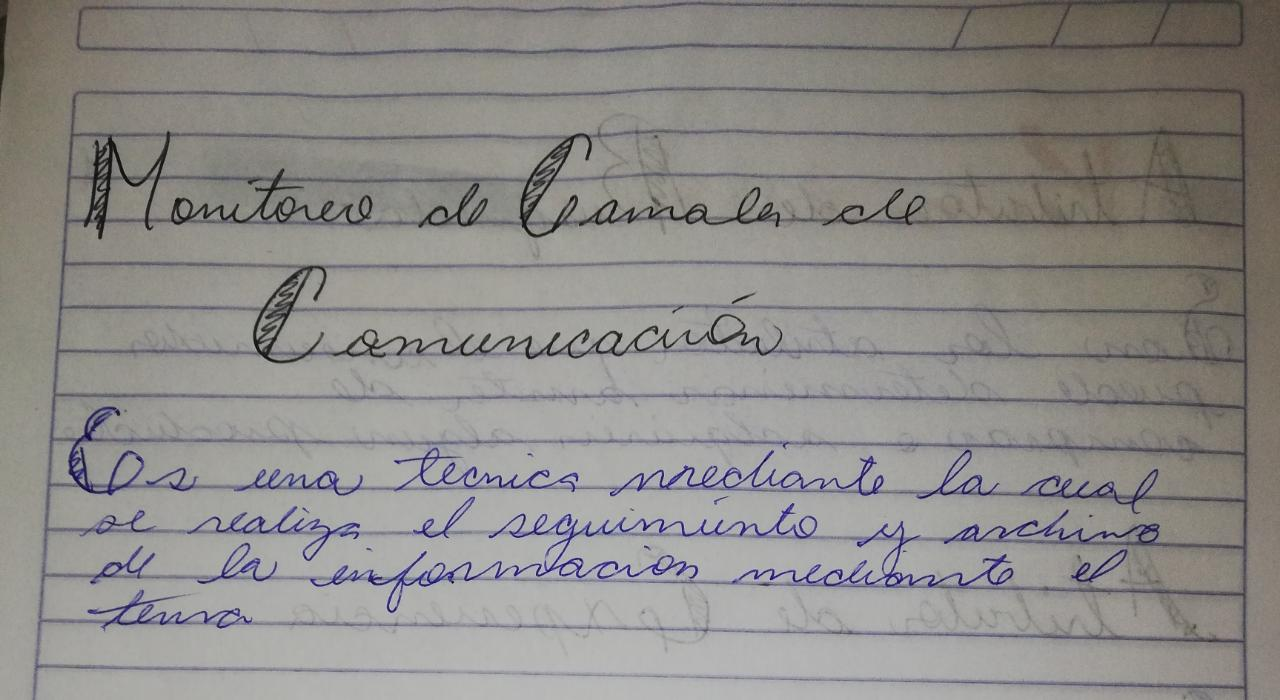 Monitoreo de Camales de
Comunicación
Es una tecnica mediante la cual
se realiza el seguimiento y archivo
de la información mediante el
tema